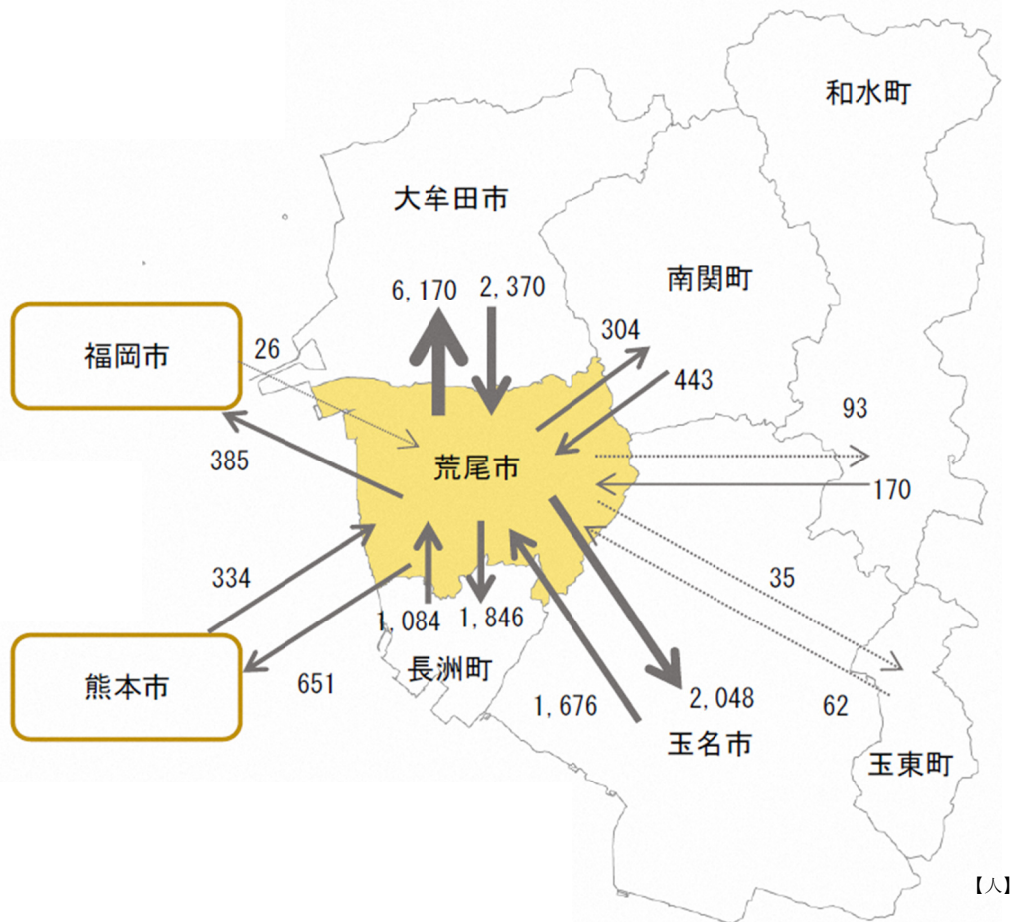 和水町
大牟田市
南関町
6,170
2,370
福岡市
26
304
443
93
385
荒尾市
170
334
35
1,084
1,846
熊本市
651
長洲町
1,676
2,048
62
玉名市
玉東町
【人】